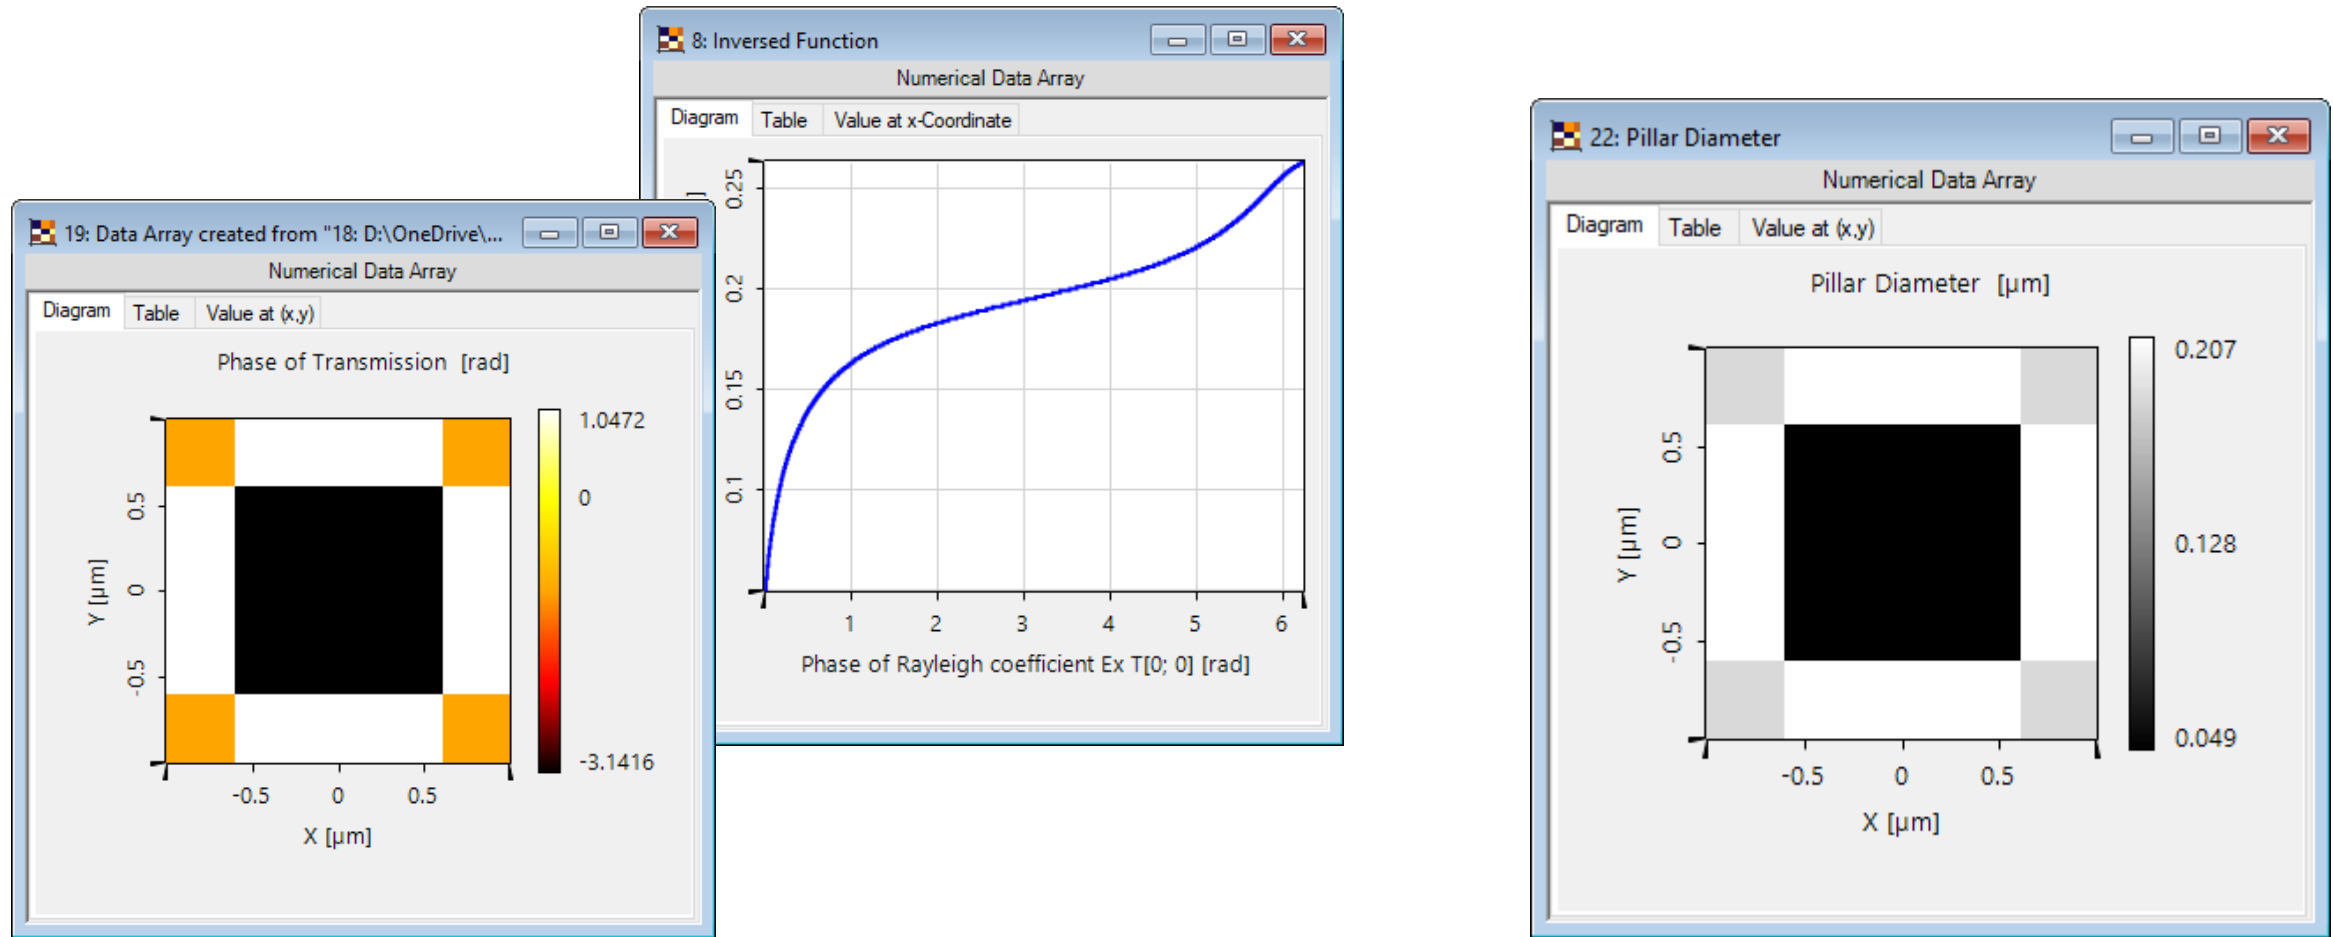 8: Inversed Function
Numerical Data Array
Diagram Table Value at x-Coordinate
0.25
0.2
0.15
0.1
1 2 3 4 5 6
Phase of Rayleigh coefficient Ex T[0; 0] [rad]
19: Data Array created from "18: D:\OneDrive\...
Numerical Data Array
Diagram Table Value at (x,y)
Phase of Transmission [rad]
1.0472
0
-3.1416
0.5
0
-0.5
Y [µm]
-0.5 0 0.5
X [µm]
22: Pillar Diameter
Numerical Data Array
Diagram Table Value at (x,y)
Pillar Diameter [µm]
0.207
0.128
0.049
0.5
0
-0.5
Y [µm]
-0.5 0 0.5
X [µm]